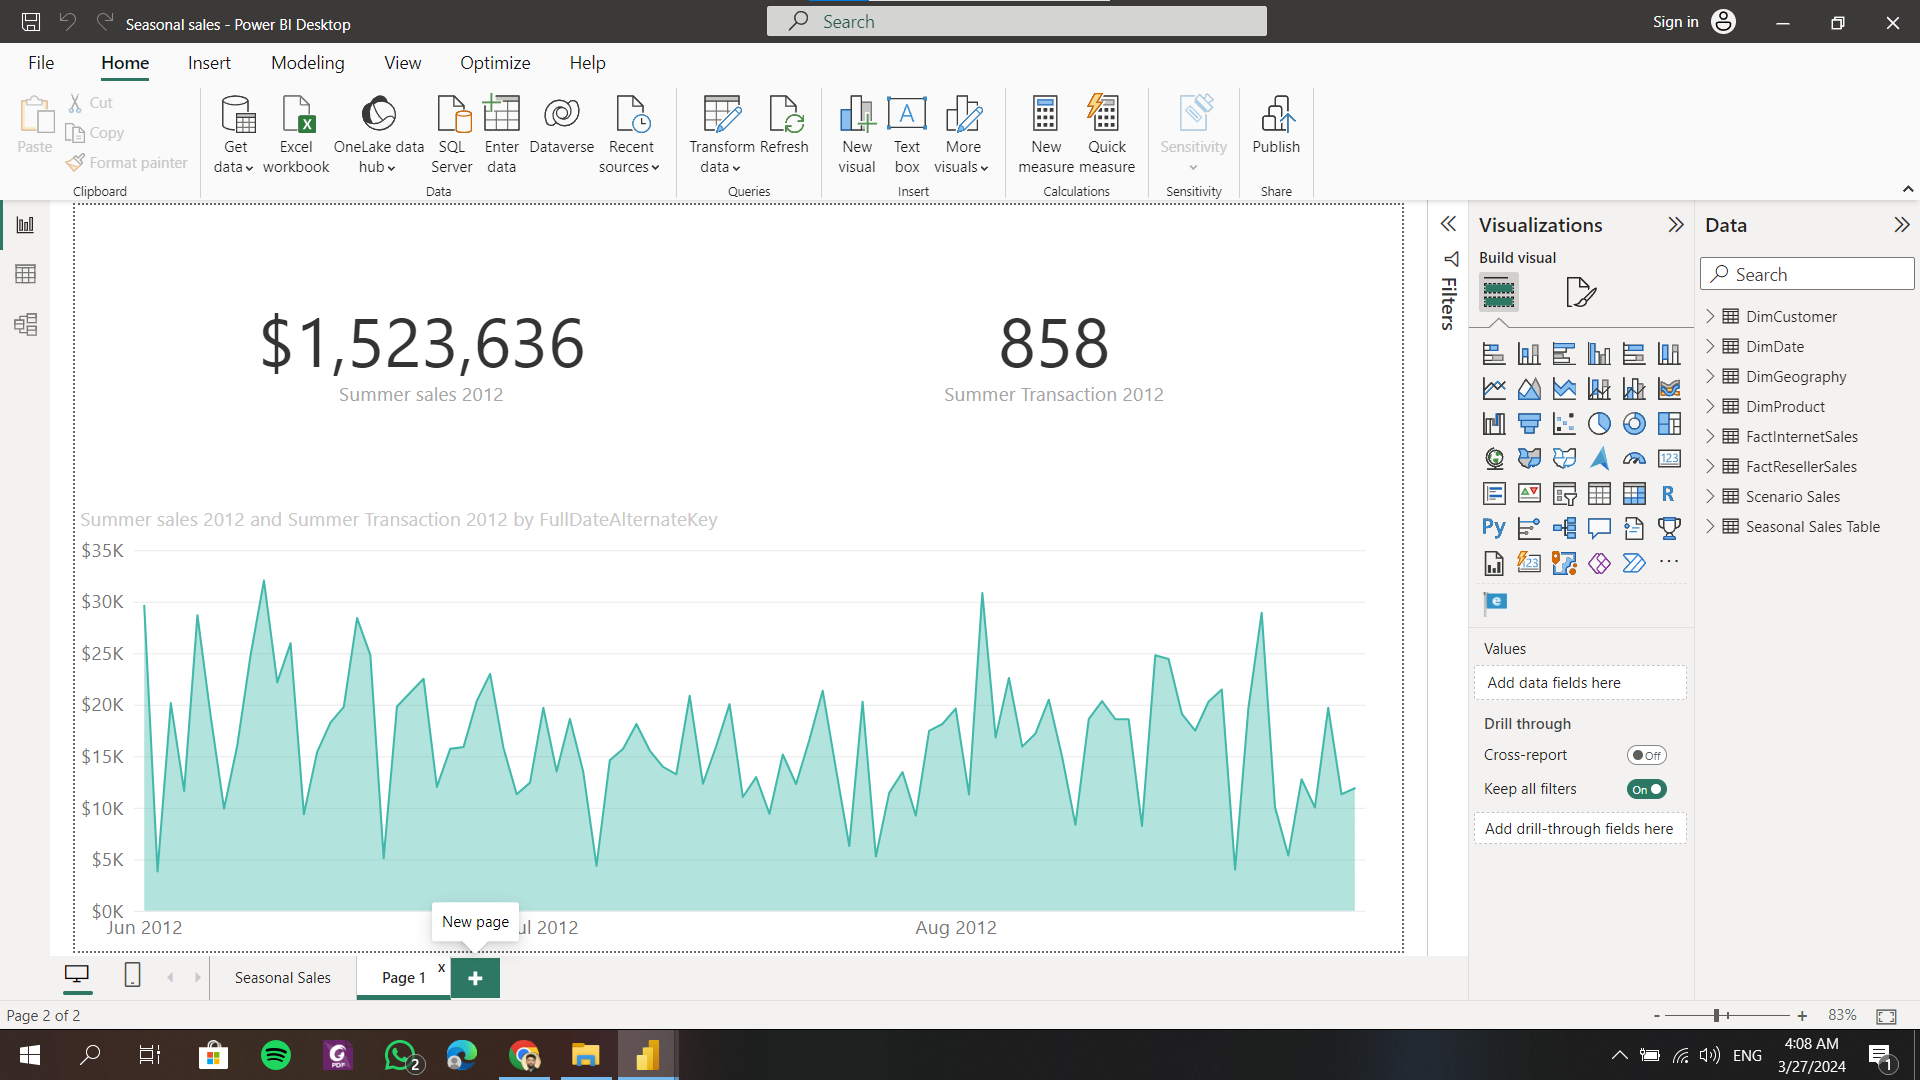 Seasonal sales - Power BI Desktop
Search
Sign in
File
Home
Insert
Modeling
View
Optimize
Help
Paste
Cut
Copy
Format painter
Clipboard
Get data
Excel workbook
OneLake data hub
SQL Server
Enter data
Dataverse
Recent sources
Data
Transform data
Refresh
Queries
New visual
Text box
More visuals
Insert
New measure
Quick measure
Calculations
Sensitivity
Sensitivity
Publish
Share
$1,523,636
Summer sales 2012
858
Summer Transaction 2012
Summer sales 2012 and Summer Transaction 2012 by FullDateAlternateKey
$35K
$30K
$25K
$20K
$15K
$10K
$5K
$0K
Jun 2012
ul 2012
Aug 2012
New page
Filters
Visualizations
Build visual
123
R
Py
123
e
Values
Add data fields here
Drill through
Cross-report
Off
Keep all filters
On
Add drill-through fields here
Data
Search
DimCustomer
DimDate
DimGeography
DimProduct
FactInternetSales
FactResellerSales
Scenario Sales
Seasonal Sales Table
Seasonal Sales
Page 1
x
Page 2 of 2
- + 83%
PDF
2
ENG
4:08 AM
3/27/2024
1